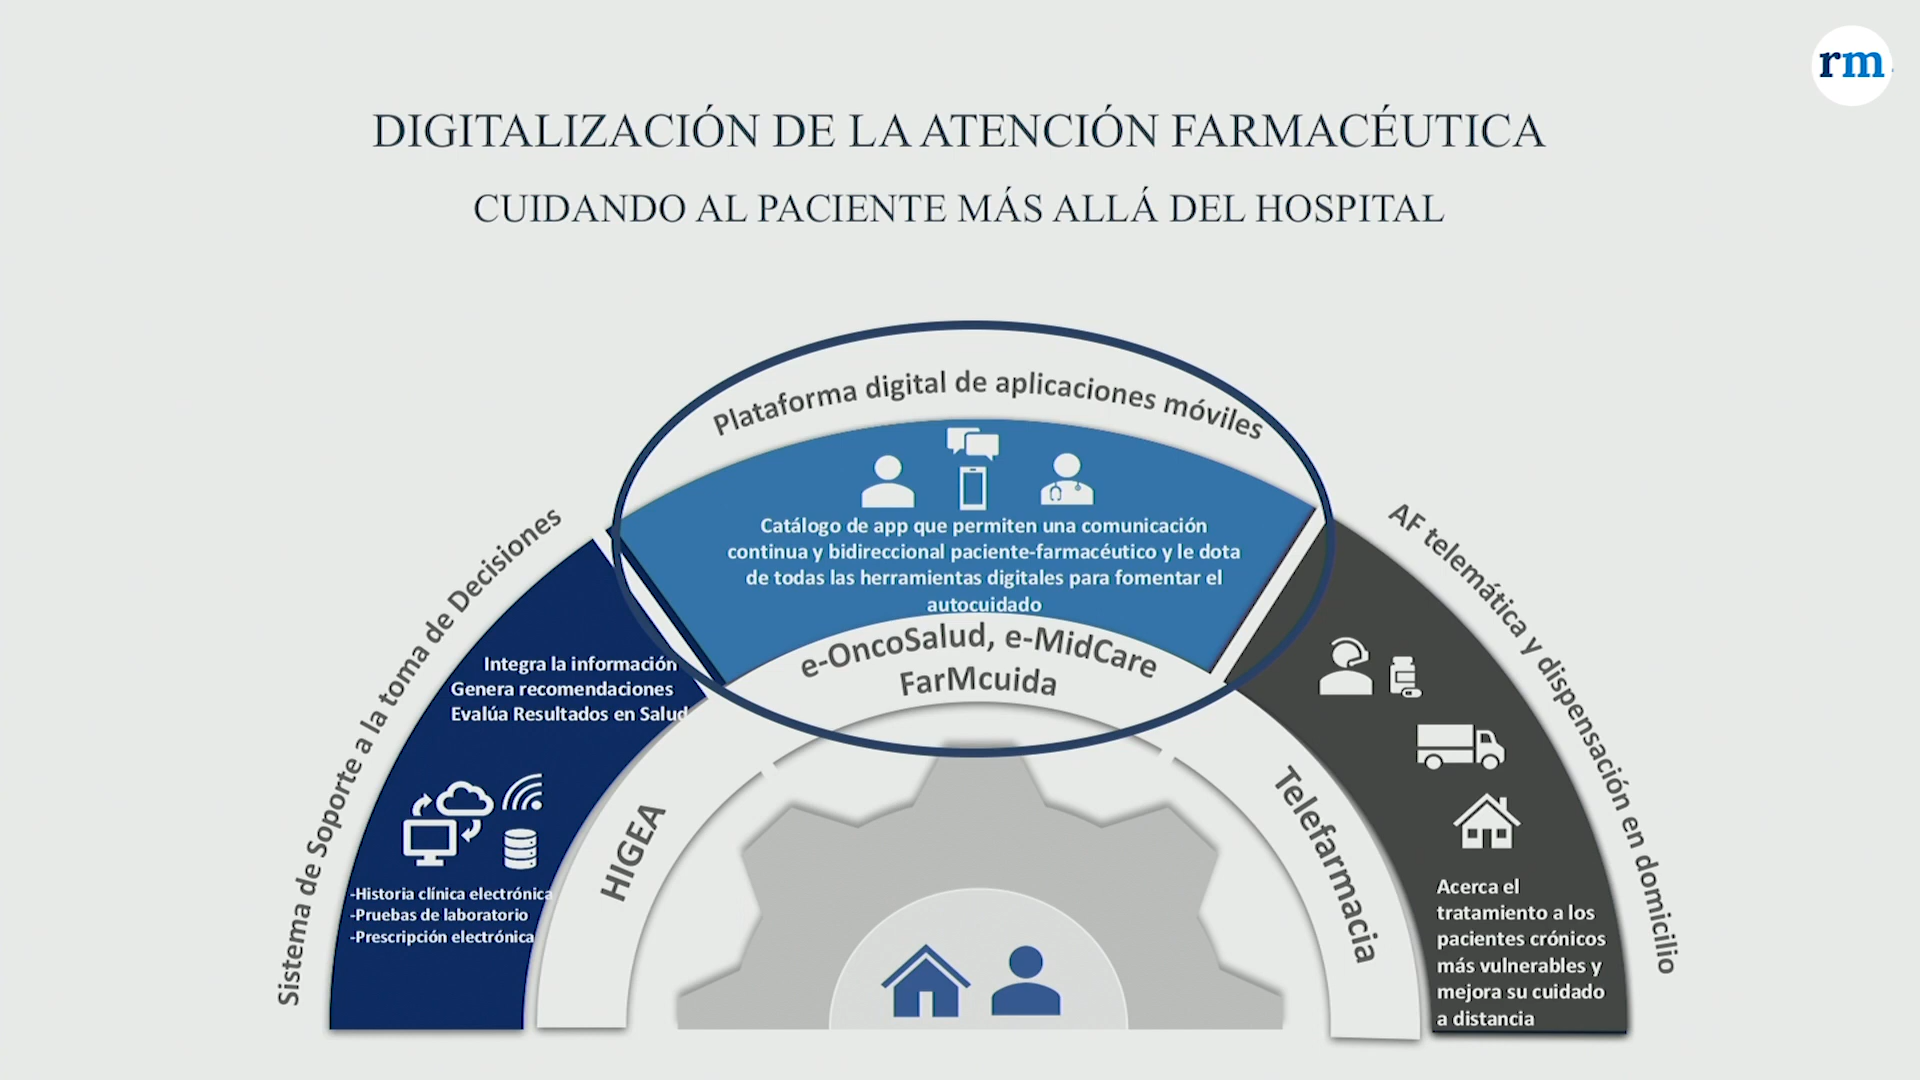 rm
DIGITALIZACIÓN DE LA ATENCIÓN FARMACÉUTICA
CUIDANDO AL PACIENTE MÁS ALLÁ DEL HOSPITAL
Plataforma digital de aplicaciones móviles
Catálogo de app que permiten una comunicación
continua y bidireccional paciente-farmacéutico y le dota
de todas las herramientas digitales para fomentar el
autocuidado
e-OncoSalud, e-MidCare
FarMcuida
Sistema de Soporte a la toma de Decisiones
Integra la información
Genera recomendaciones
Evalúa Resultados en Salud
-Historia clínica electrónica
-Pruebas de laboratorio
-Prescripción electrónica
HIGEA
Telefarmacia
AF telemática y dispensación en domicilio
Acerca el
tratamiento a los
pacientes crónicos
más vulnerables y
mejora su cuidado
a distancia